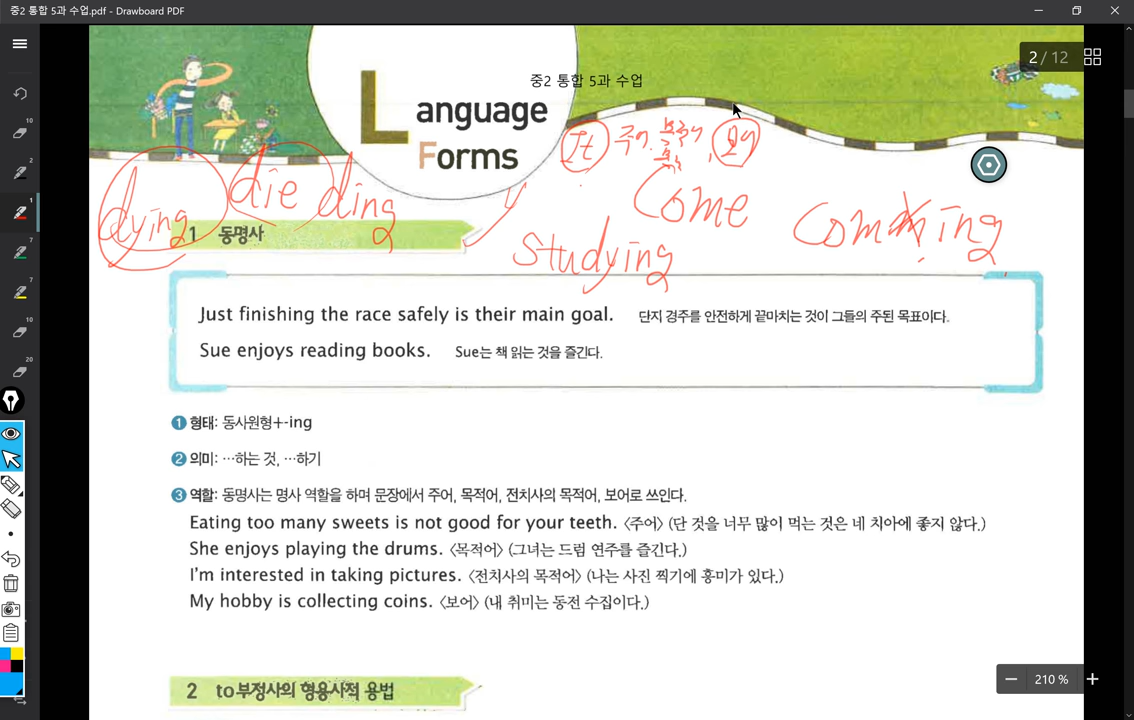 중2 통합 5과 수업.pdf - Drawboard PDF
2 / 12
중2 통합 5과 수업
Language
Forms
It 주어.
die ding
dying
come coming
studying
1 동명사
Just finishing the race safely is their main goal. 단지 경주를 안전하게 끝마치는 것이 그들의 주된 목표이다.
Sue enjoys reading books. Sue는 책 읽는 것을 즐긴다.
1 형태: 동사원형+-ing
2 의미: …하는 것, …하기
3 역할: 동명사는 명사 역할을 하며 문장에서 주어, 목적어, 전치사의 목적어, 보어로 쓰인다.
Eating too many sweets is not good for your teeth. 〈주어〉 (단 것을 너무 많이 먹는 것은 네 치아에 좋지 않다.)
She enjoys playing the drums. 〈목적어〉 (그녀는 드럼 연주를 즐긴다.)
I'm interested in taking pictures. 〈전치사의 목적어〉 (나는 사진 찍기에 흥미가 있다.)
My hobby is collecting coins. 〈보어〉 (내 취미는 동전 수집이다.)
2 to부정사의 형용사적 용법
210 %
10
2
1
7
7
10
20